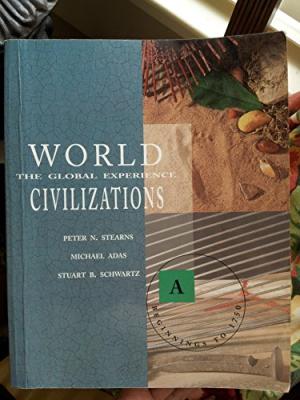 WORLD
THE GLOBAL EXPERIENCE
CIVILIZATIONS
PETER N. STEARNS
MICHAEL ADAS
STUART B. SCHWARTZ
A
BEGINNINGS TO 1750